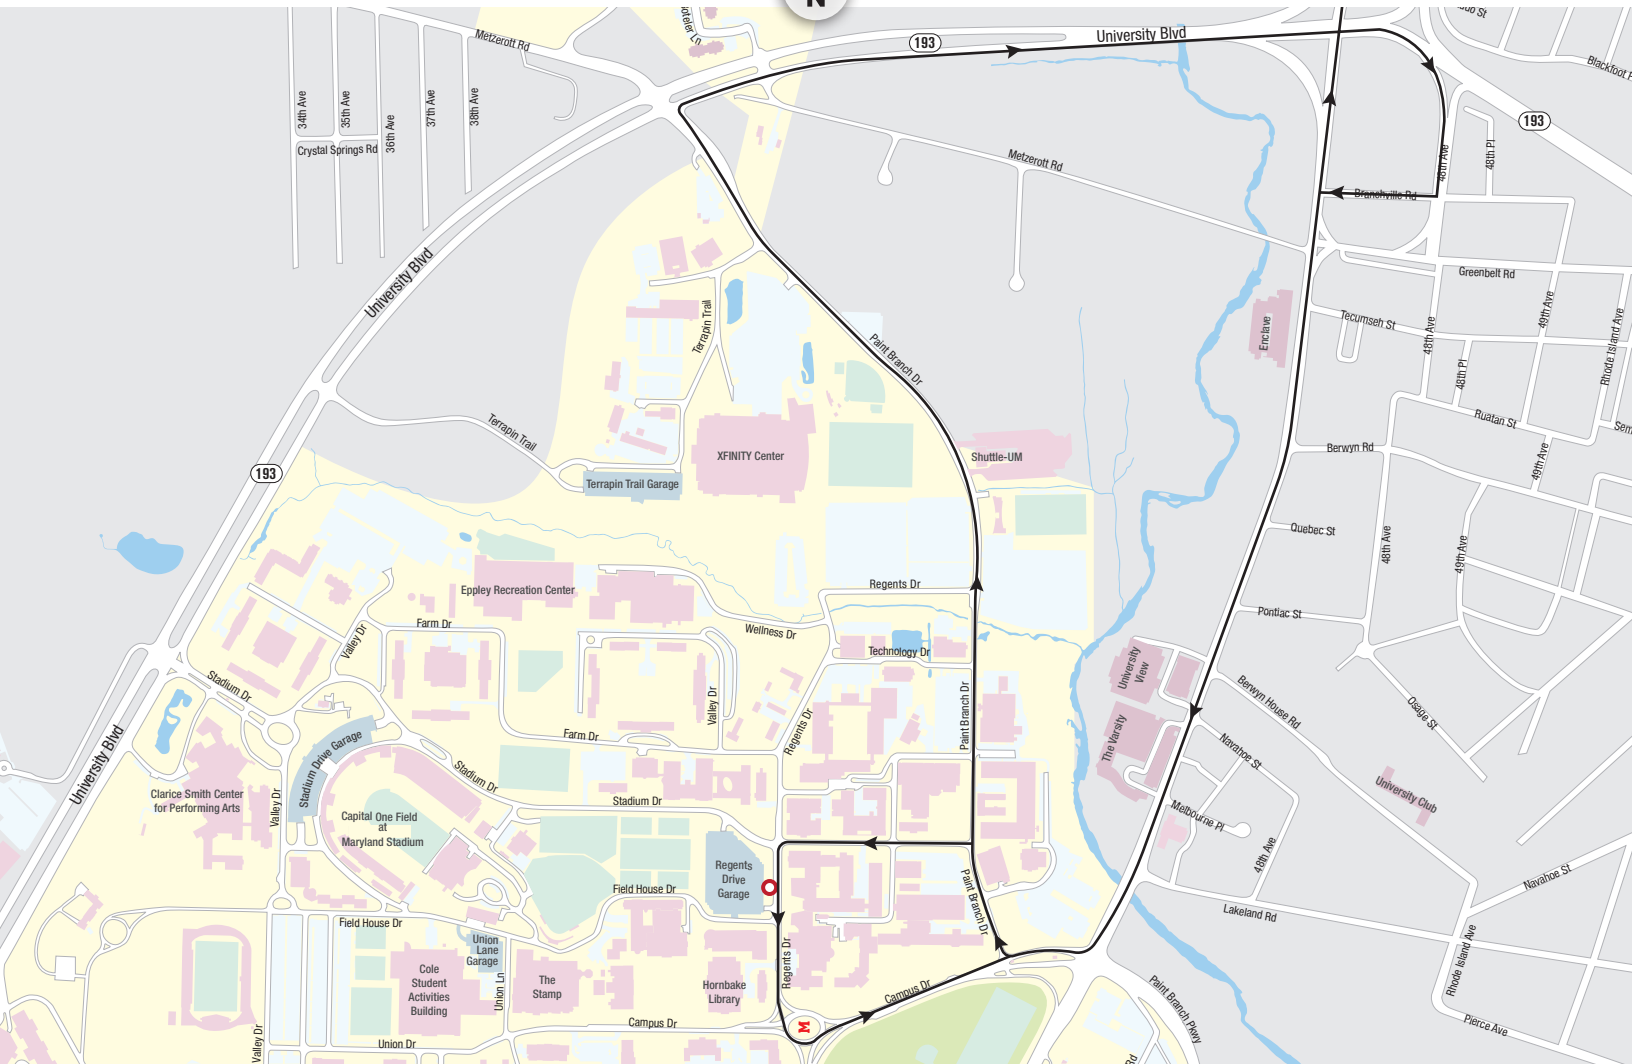 N
oteler Ln
Metzerott Rd
193
University Blvd
Blackfoot P
34th Ave
35th Ave
36th Ave
37th Ave
38th Ave
Crystal Springs Rd
193
48th Ave
48th Pl
Metzerott Rd
Branchville Rd
University Blvd
Greenbelt Rd
Terrapin Trail
Enclave
Tecumseh St
48th Ave
49th Ave
Rhode Island Ave
Paint Branch Dr
48th Pl
Ruatan St
Sem
Terrapin Trail
XFINITY Center
Shuttle-UM
Berwyn Rd
49th Ave
193
Terrapin Trail Garage
Quebec St
48th Ave
49th Ave
Eppley Recreation Center
Regents Dr
Pontiac St
Farm Dr
Valley Dr
Wellness Dr
Technology Dr
University
View
Stadium Dr
Valley Dr
Paint Branch Dr
Berwyn House Rd
Osage St
University Blvd
Stadium Drive Garage
Farm Dr
Regents Dr
The Varsity
Navahoe St
Stadium Dr
Clarice Smith Center
for Performing Arts
Valley Dr
Stadium Dr
University Club
Capital One Field
at
Maryland Stadium
Melbourne Pl
48th Ave
Regents
Drive
Garage
Field House Dr
Paint Branch Dr
Navahoe St
Field House Dr
Lakeland Rd
Union
Lane
Garage
Regents Dr
Rhode Island Ave
Cole
Student
Activities
Building
Union Ln
The
Stamp
Hornbake
Library
Campus Dr
Paint Branch Pkwy
M
Campus Dr
Pierce Ave
Valley Dr
Union Dr
Rd